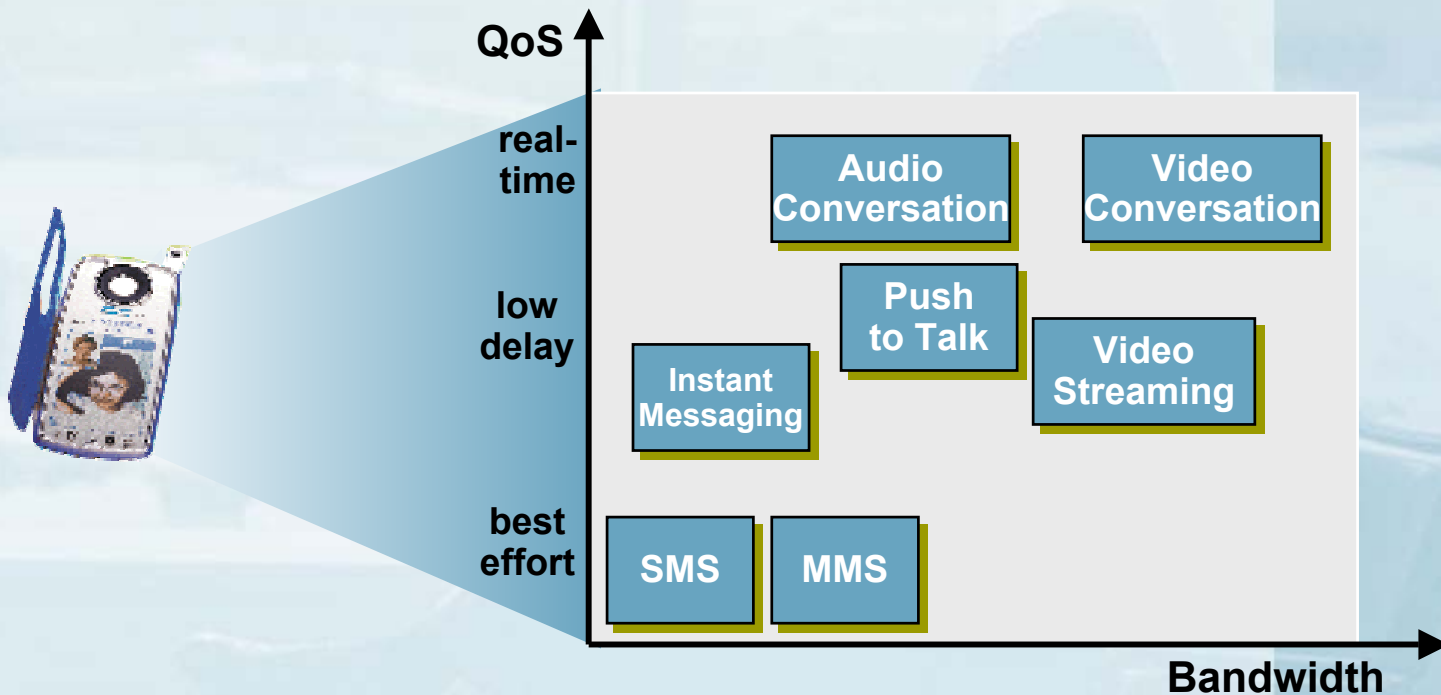 QoS
real-
time
Audio
Conversation
Video
Conversation
low
delay
Push
to Talk
Video
Streaming
Instant
Messaging
best
effort
SMS
MMS
Bandwidth